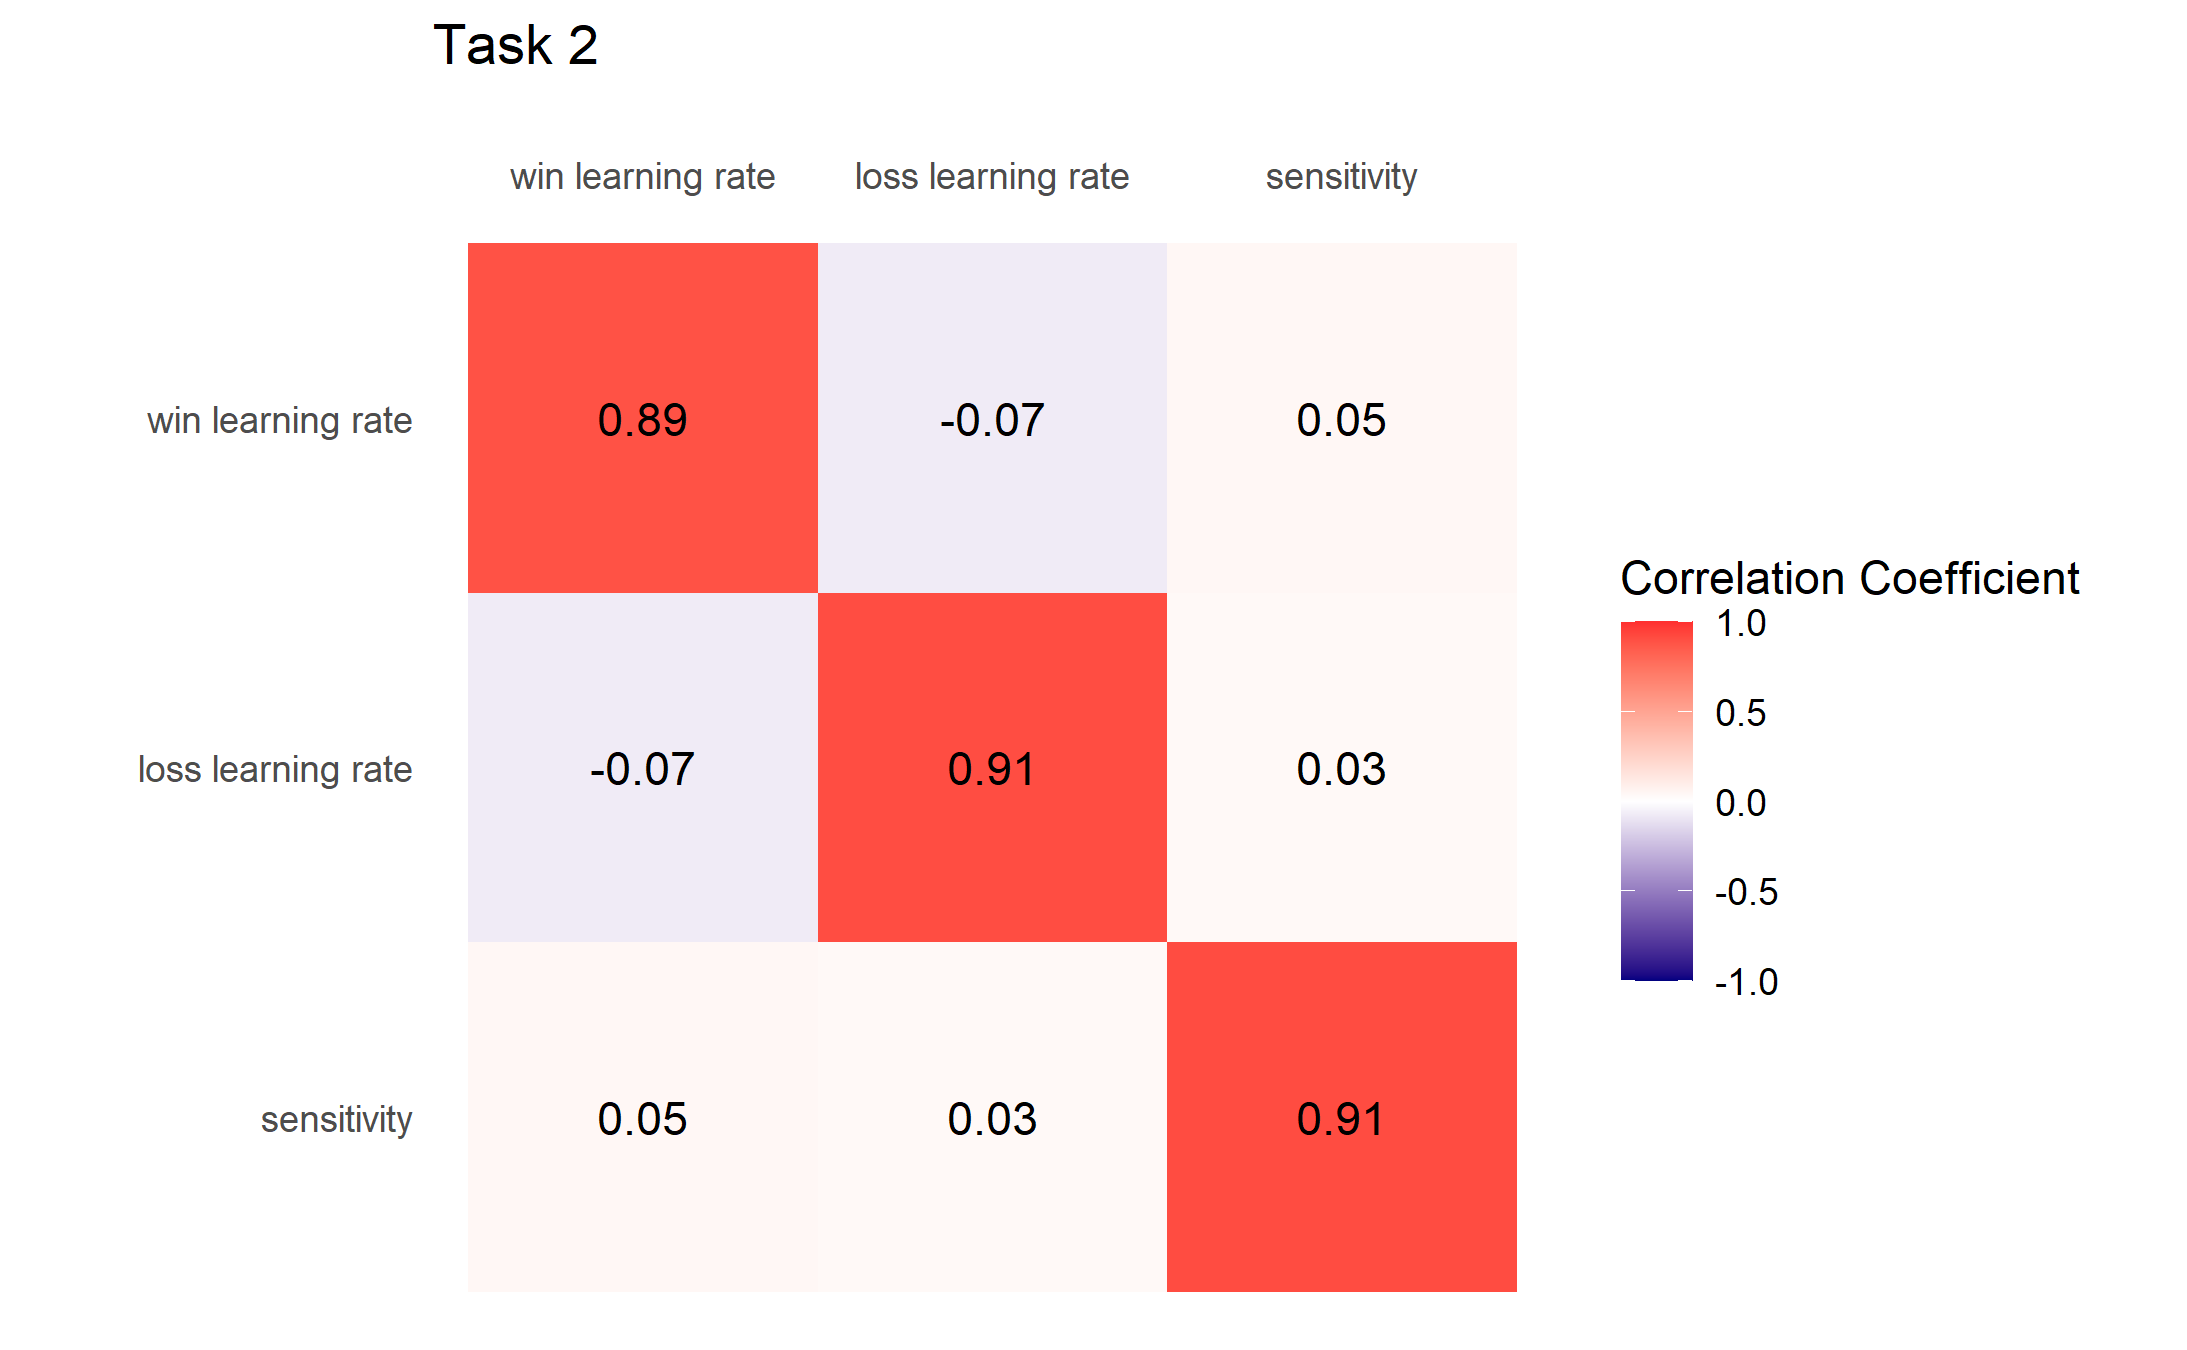 Task 2
win learning rate loss learning rate sensitivity
win learning rate 0.89 -0.07 0.05
loss learning rate -0.07 0.91 0.03
sensitivity 0.05 0.03 0.91
Correlation Coefficient
1.0
0.5
0.0
-0.5
-1.0